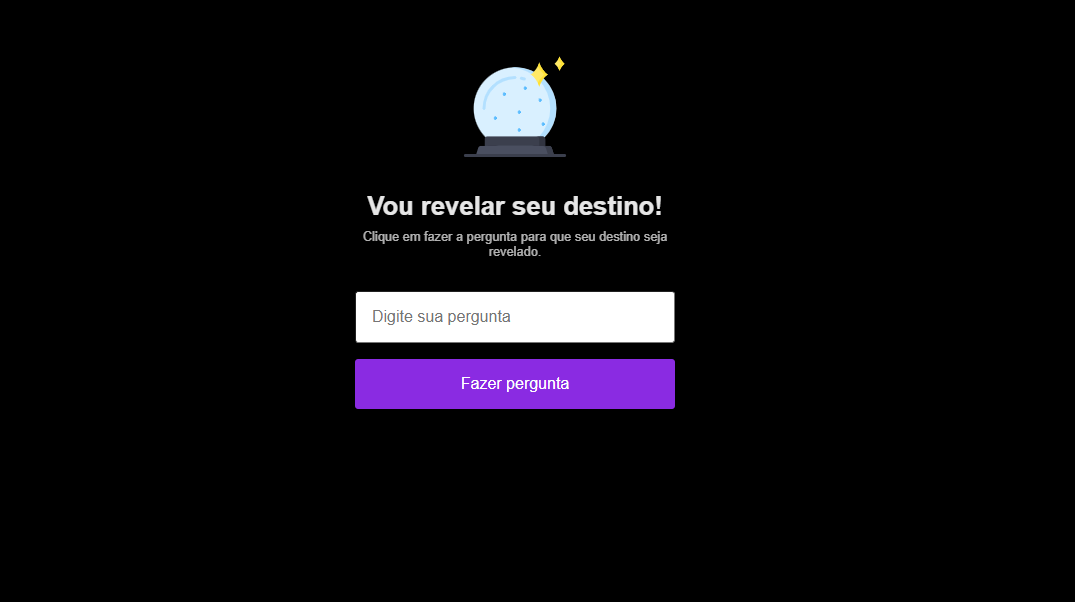 Vou revelar seu destino!
Clique em fazer a pergunta para que seu destino seja
revelado.
Digite sua pergunta
Fazer pergunta